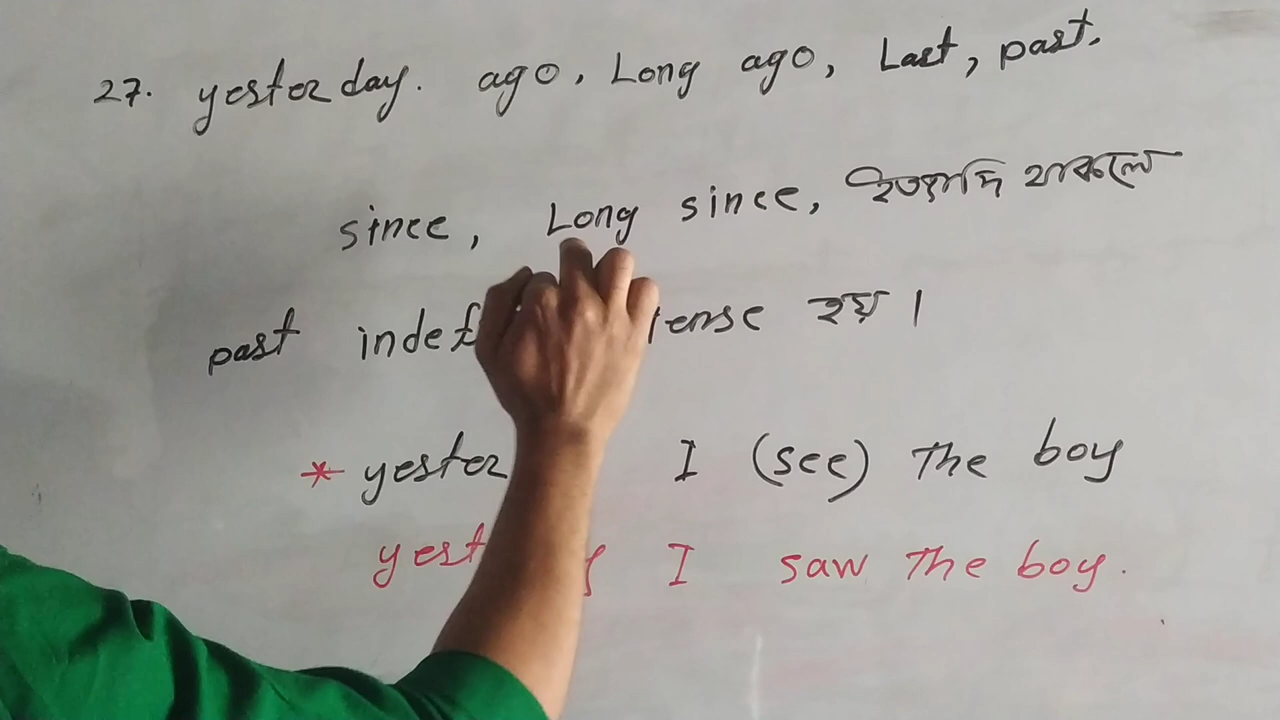 27. yesterday. ago, Long ago, Last, past.
since, Long since, ইত্যাদি থাকলে
past indef tense হয়।
* yester I (see) The boy
yest y I saw The boy.